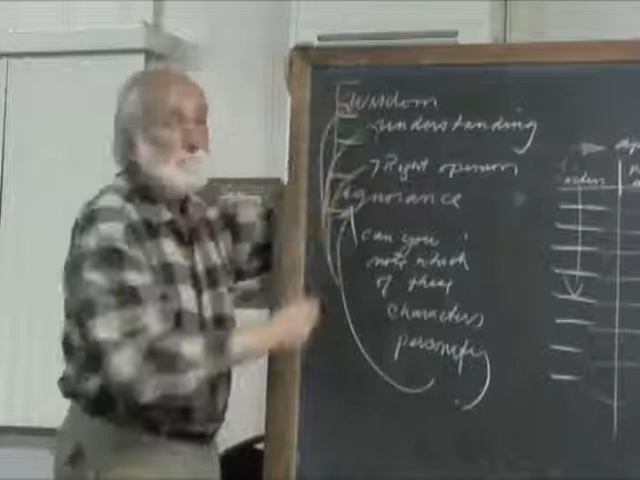 wisdom
understanding
Right opinion
ignorance
can you
note which
of these
characters
personify